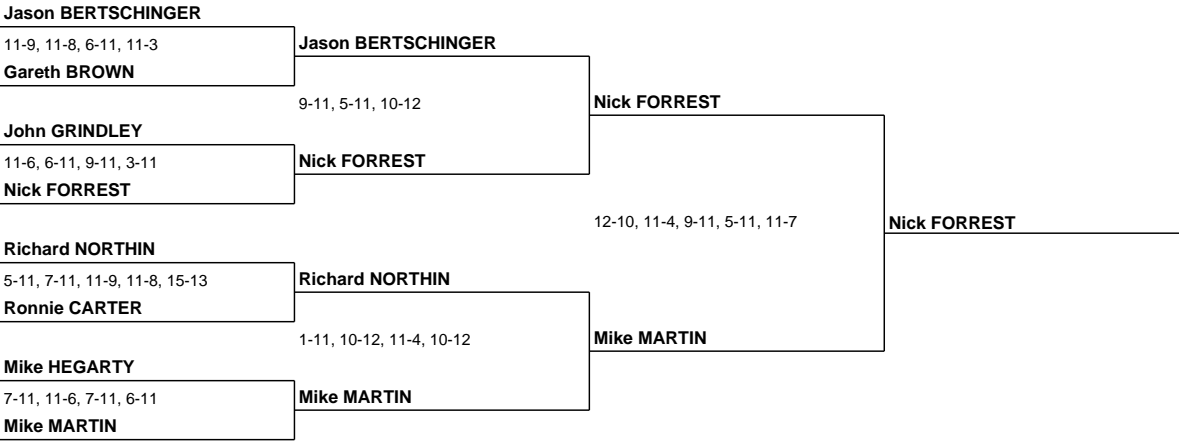 Jason BERTSCHINGER
11-9, 11-8, 6-11, 11-3
Jason BERTSCHINGER
Gareth BROWN
9-11, 5-11, 10-12
Nick FORREST
John GRINDLEY
11-6, 6-11, 9-11, 3-11
Nick FORREST
Nick FORREST
12-10, 11-4, 9-11, 5-11, 11-7
Nick FORREST
Richard NORTHIN
5-11, 7-11, 11-9, 11-8, 15-13
Richard NORTHIN
Ronnie CARTER
1-11, 10-12, 11-4, 10-12
Mike MARTIN
Mike HEGARTY
7-11, 11-6, 7-11, 6-11
Mike MARTIN
Mike MARTIN